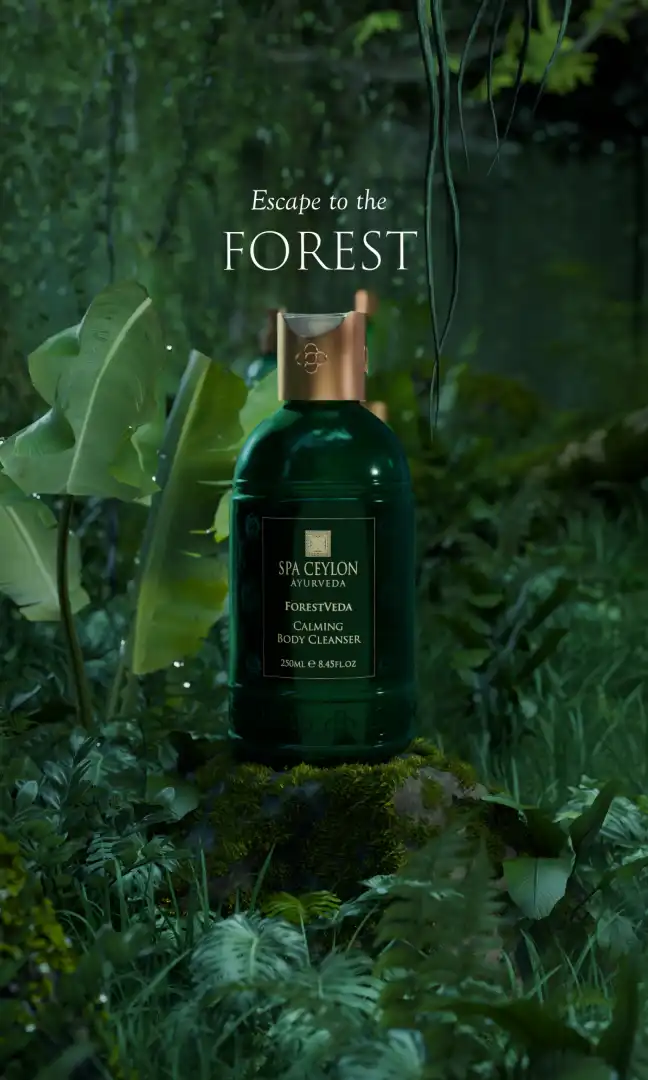 Escape to the
FOREST
SPA CEYLON
AYURVEDA
FORESTVEDA
CALMING
BODY CLEANSER
250ML ℮ 8.45FL.OZ